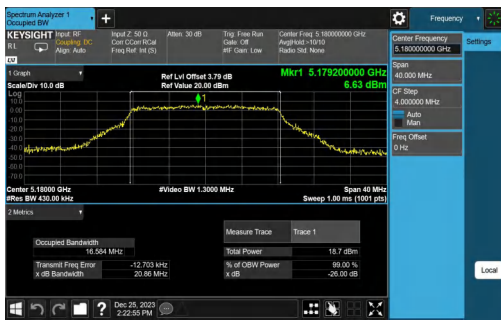 Spectrum Analyzer 1
Occupied BW
+
Frequency
KEYSIGHT Input: RF Input Z: 50 Ω Atten: 30 dB Trig: Free Run Center Freq: 5.180000000 GHz
RL Coupling: DC Corr CCorr RCal Gate: Off Avg|Hold >10/10
Align: Auto Freq Ref: Int (S) #IF Gain: Low Radio Std: None
Center Frequency
5.180000000 GHz
Settings
Span
40.000 MHz
CF Step
4.000000 MHz
Auto
Man
Freq Offset
0 Hz
Local
1 Graph
Ref Lvl Offset 3.79 dB
Mkr1 5.179200000 GHz
Scale/Div 10.0 dB Ref Value 20.00 dBm 6.63 dBm
Log
10.0
0.00
-10.0
-20.0
-30.0
-40.0
-50.0
-60.0
-70.0
1
Center 5.18000 GHz #Video BW 1.3000 MHz Span 40 MHz
#Res BW 430.00 kHz Sweep 1.00 ms (1001 pts)
2 Metrics
Measure Trace Trace 1
Occupied Bandwidth
16.584 MHz Total Power 18.7 dBm
Transmit Freq Error -12.703 kHz % of OBW Power 99.00 %
x dB Bandwidth 20.86 MHz x dB -26.00 dB
? Dec 25, 2023
2:22:55 PM